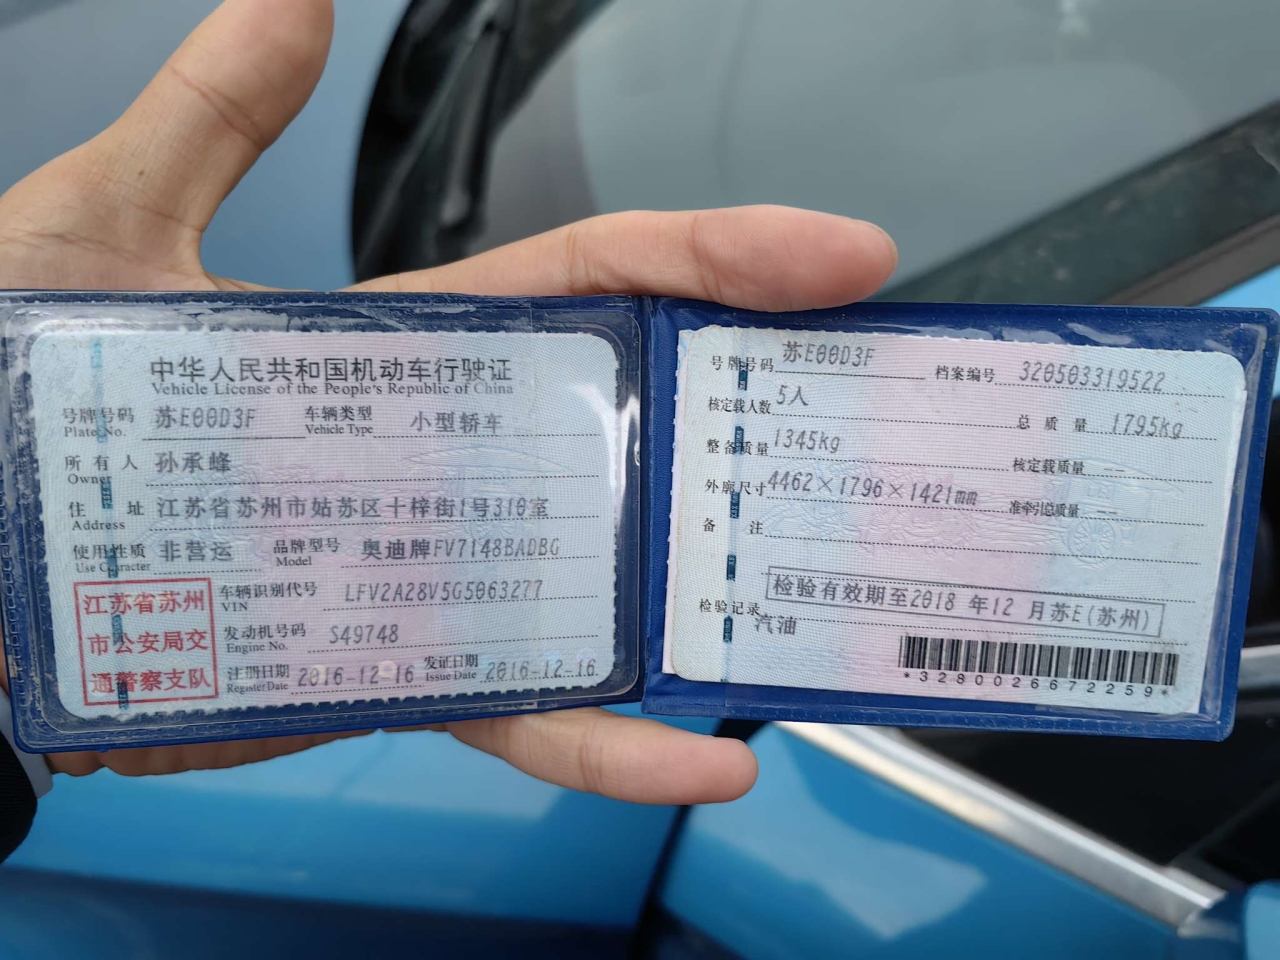 中华人民共和国机动车行驶证
Vehicle License of the People's Republic of China
号牌号码 苏E00D3F 车辆类型 小型轿车
Plate No. Vehicle Type
所有人 孙承峰
Owner
住址 江苏省苏州市姑苏区十梓街1号310室
Address
使用性质 非营运 品牌型号 奥迪牌FV7148BADBG
Use Character Model
江苏省苏州
市公安局交
通警察支队
车辆识别代号 LFV2A28V5G5063277
VIN
发动机号码 S49748
Engine No.
注册日期 2016-12-16 发证日期 2016-12-16
Register Date Issue Date
号牌号码 苏E00D3F 档案编号 320503319522
核定载人数 5人 总质量 1795kg
整备质量 1345kg 核定载质量 --
外廓尺寸 4462×1796×1421mm 准牵引总质量 --
备注
检验有效期至2018 年12 月苏E(苏州)
检验记录
汽油
*3280026672259*